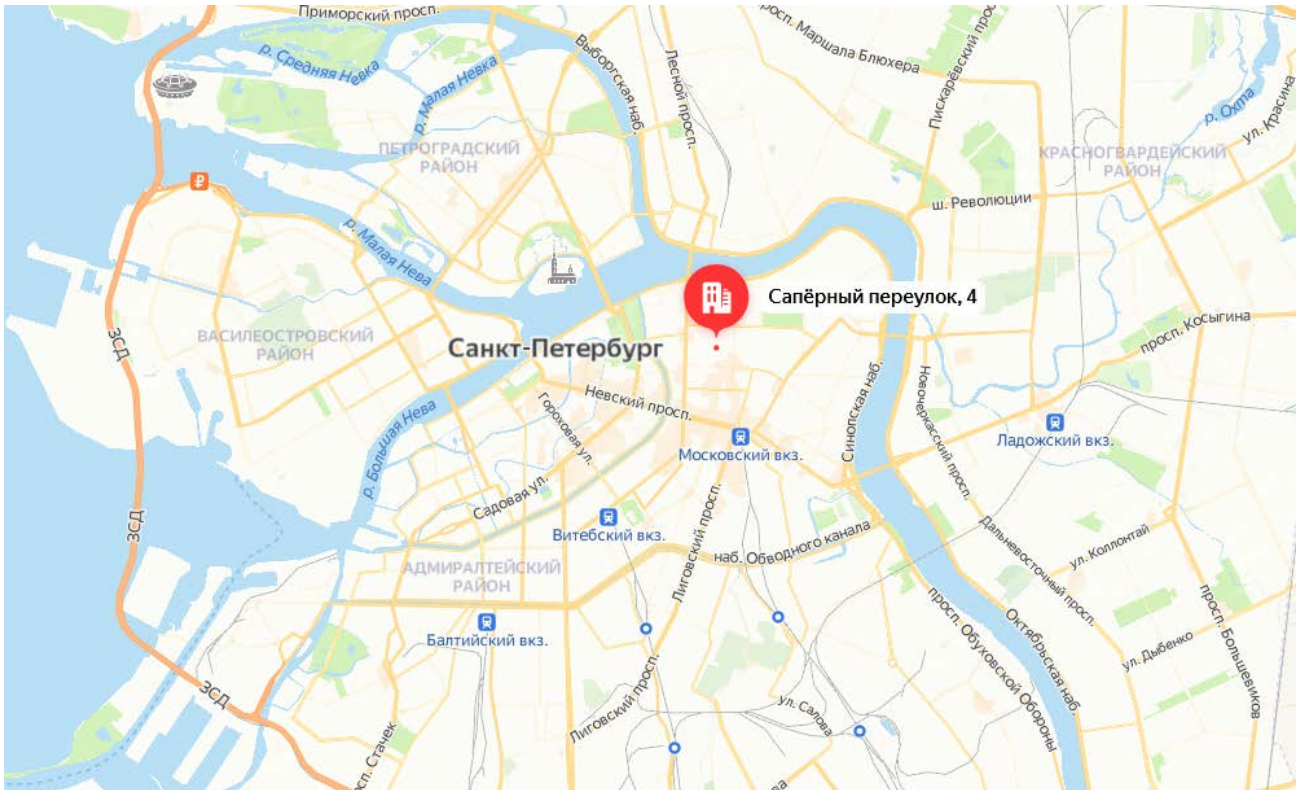 Приморский просп.
р. Средняя Невка
р. Малая Невка
Выборгская наб.
Лесной просп.
просп. Маршала Блюхера
Пискарёвский прос
р. Охта
ул. Красина
ПЕТРОГРАДСКИЙ
РАЙОН
КРАСНОГВАРДЕЙСКИЙ
РАЙОН
₽
ш. Революции
р. Малая Нева
Сапёрный переулок, 4
ЗСД
ВАСИЛЕОСТРОВСКИЙ
РАЙОН
Санкт-Петербург
просп. Косыгина
Невский просп.
Гороховая ул.
р. Большая Нева
Синопская наб.
Новочеркасский просп.
Московский вкз.
Ладожский вкз.
Садовая ул.
ЗСД
Витебский вкз.
Лиговский просп.
наб. Обводного канала
Дальневосточный просп.
ул. Коллонтай
АДМИРАЛТЕЙСКИЙ
РАЙОН
Балтийский вкз.
просп. Обуховской Обороны
Октябрьская наб.
просп. Большевиков
ул. Дыбенко
ЗСД
Лиговский просп.
ул. Салова
осп. Стачек
ва